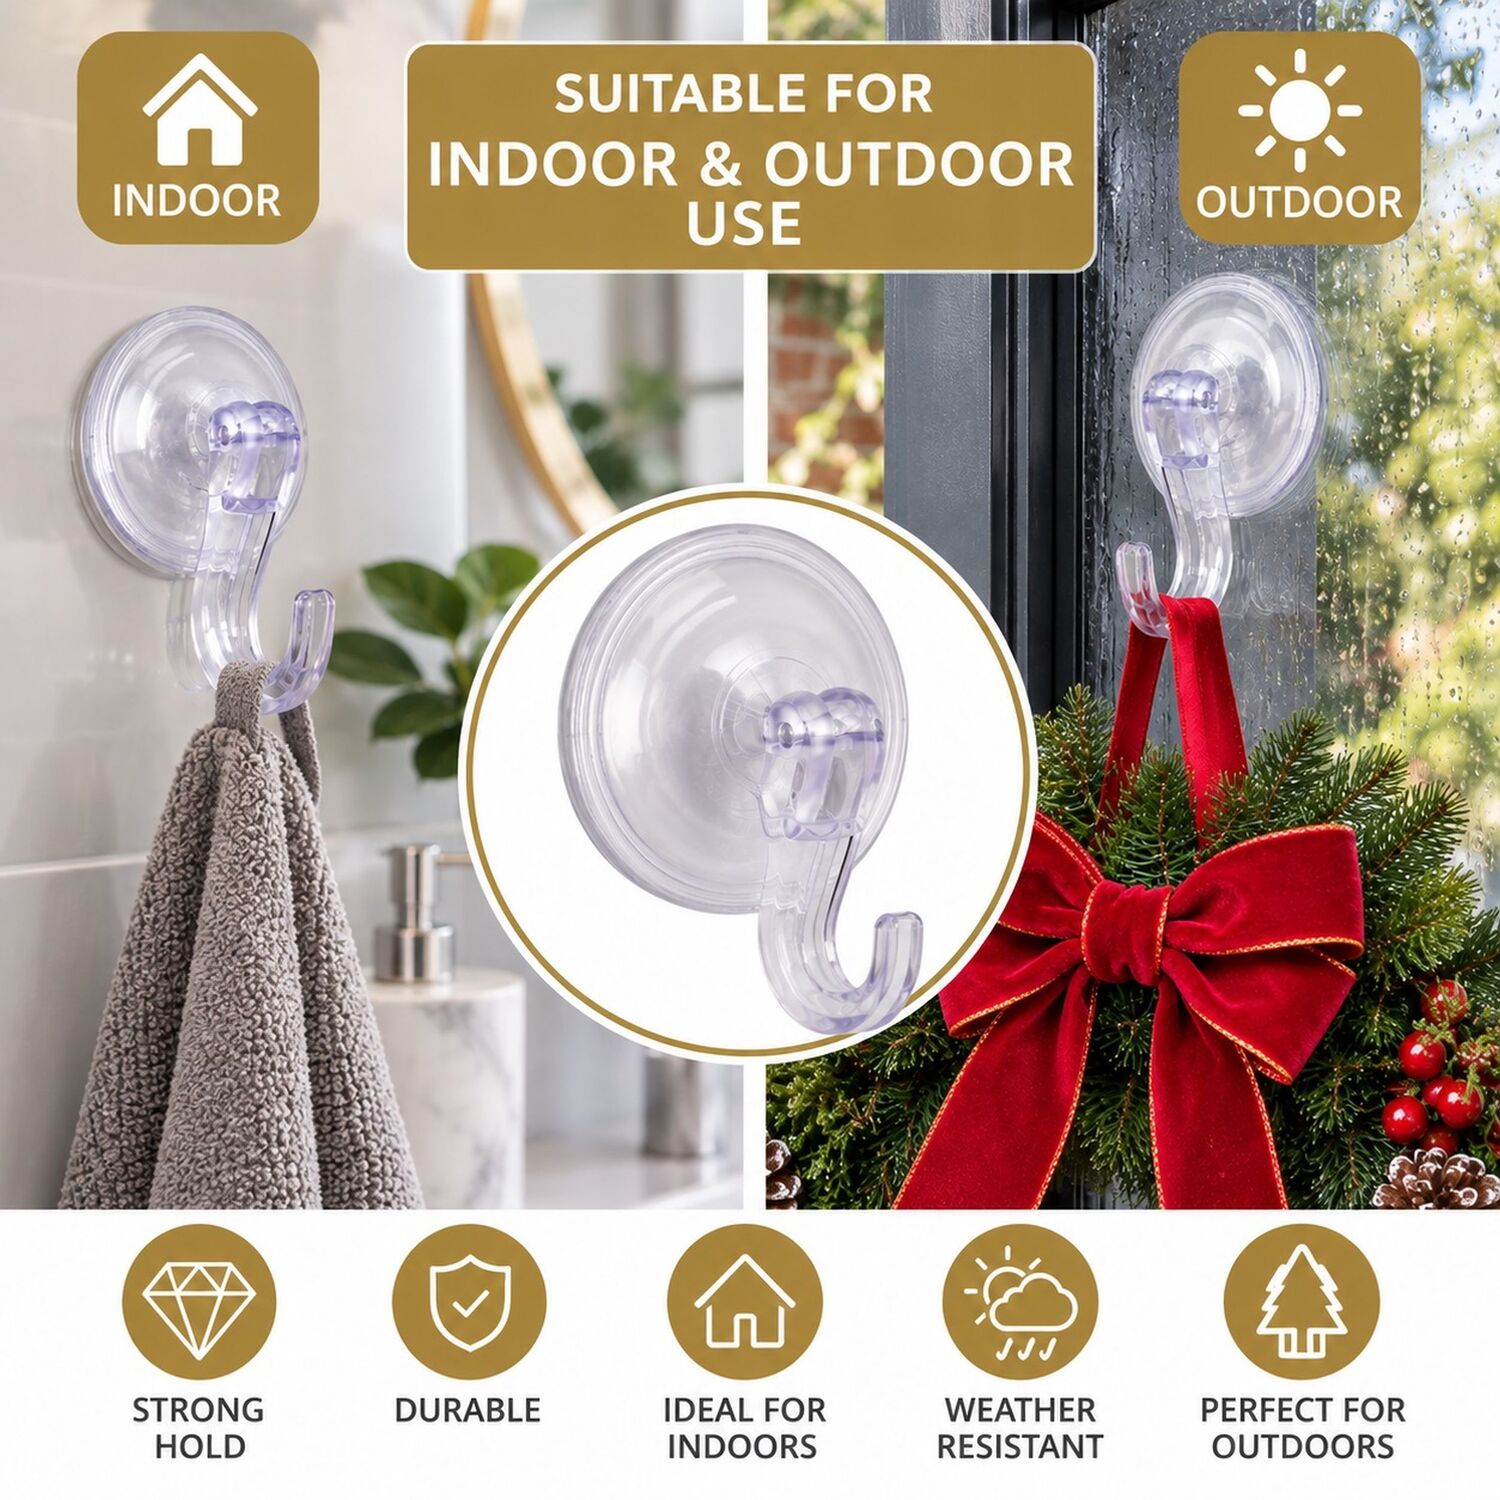 INDOOR
SUITABLE FOR
INDOOR & OUTDOOR
USE
OUTDOOR
STRONG
HOLD
DURABLE
IDEAL FOR
INDOORS
WEATHER
RESISTANT
PERFECT FOR
OUTDOORS